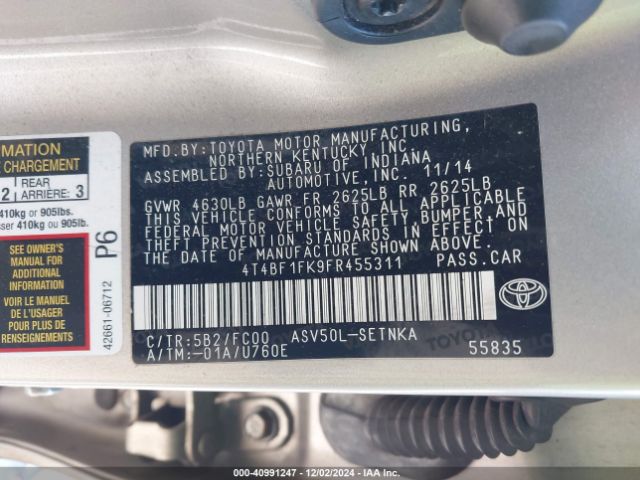 MFD.BY:TOYOTA MOTOR MANUFACTURING,
NORTHERN KENTUCKY INC.
ASSEMBLED BY:SUBARU OF INDIANA
AUTOMOTIVE, INC. 11/14
GVWR 4630LB GAWR FR 2625LB RR 2625LB
THIS VEHICLE CONFORMS TO ALL APPLICABLE
FEDERAL MOTOR VEHICLE SAFETY,BUMPER,AND
THEFT PREVENTION STANDARDS IN EFFECT ON
THE DATE OF MANUFACTURE SHOWN ABOVE.
4T4BF1FK9FR455311 PASS.CAR
C/TR:5B2/FC00 ASV50L-SETNKA
A/TM:-01A/U760E 55835
TOYOTA
MATION
CHARGEMENT
2 REAR ARRIÈRE: 3
410kg or 905lbs.
410kg ou 905lb.
SEE OWNER'S
MANUAL FOR
ADDITIONAL
INFORMATION
VOIR LE MANUEL
DE L'USAGER
POUR PLUS DE
RENSEIGNEMENTS
P6
42661-06712
000-40991247 - 12/02/2024 - IAA Inc.